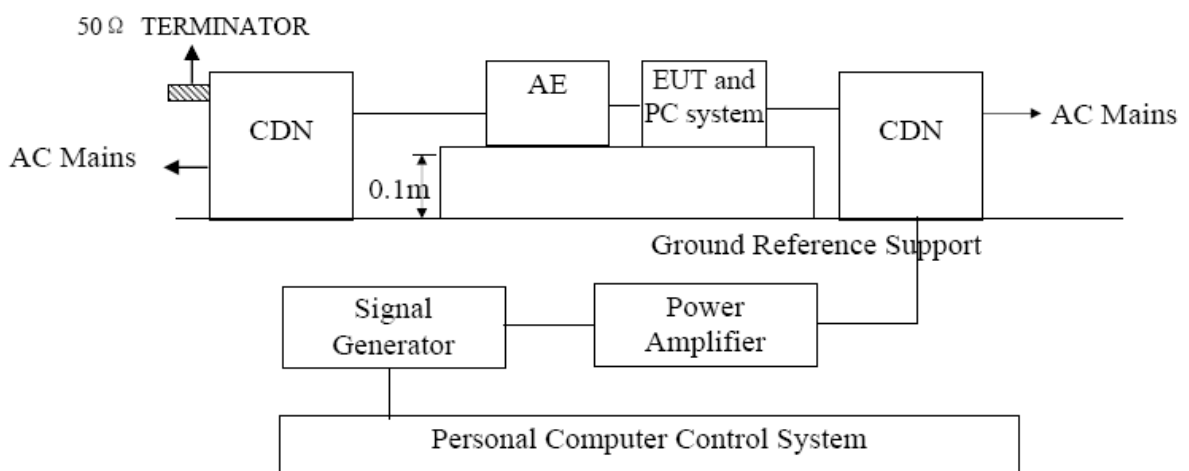 50 Ω TERMINATOR
CDN
AC Mains
AE
EUT and
PC system
CDN
AC Mains
0.1m
Ground Reference Support
Signal
Generator
Power
Amplifier
Personal Computer Control System